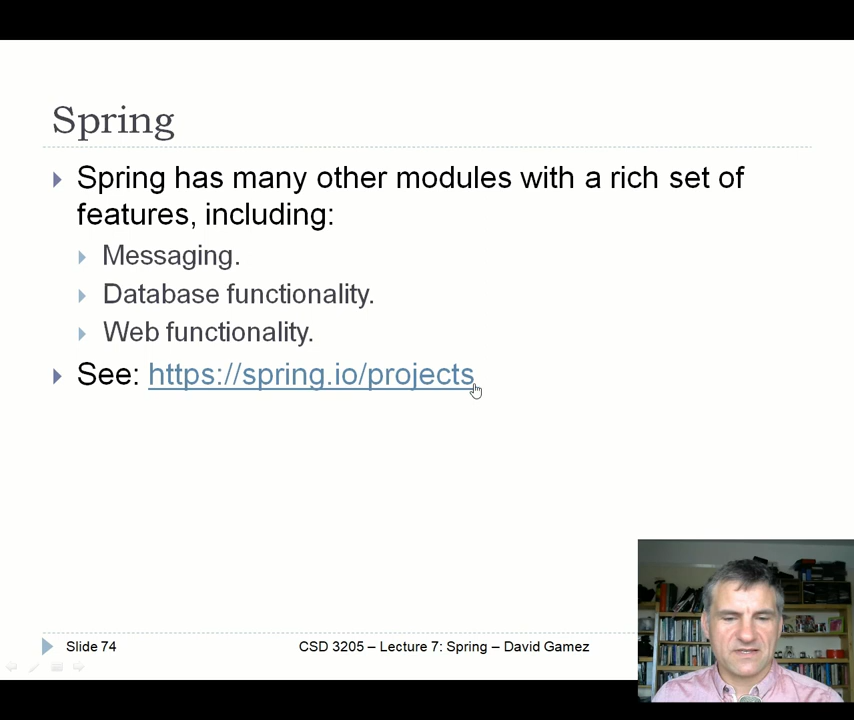 Spring
Spring has many other modules with a rich set of
features, including:
Messaging.
Database functionality.
Web functionality.
See: https://spring.io/projects
Slide 74
CSD 3205 – Lecture 7: Spring – David Gamez